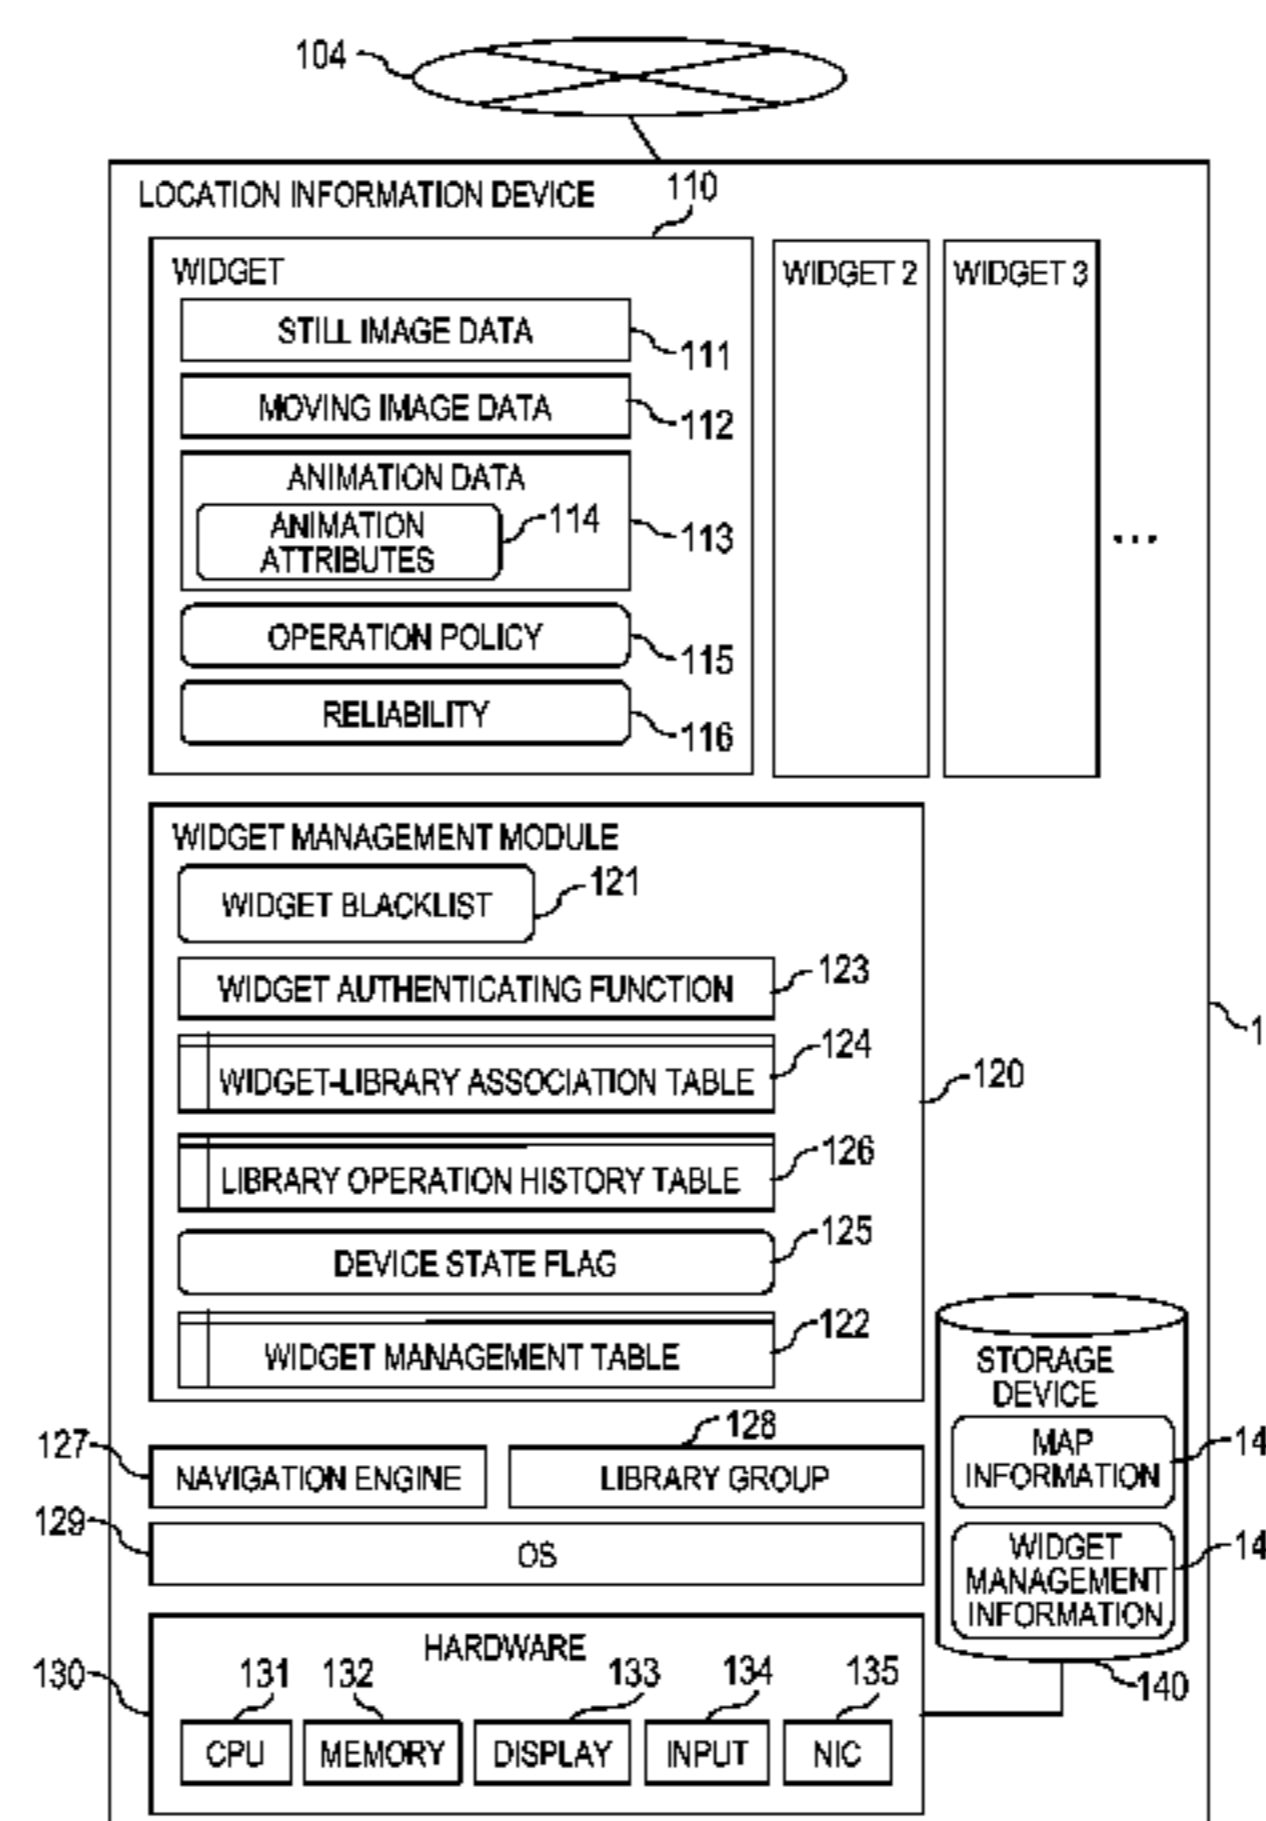 104
LOCATION INFORMATION DEVICE
110
WIDGET
WIDGET 2
WIDGET 3
STILL IMAGE DATA
111
MOVING IMAGE DATA
112
ANIMATION DATA
ANIMATION
ATTRIBUTES
114
113
...
OPERATION POLICY
115
RELIABILITY
116
WIDGET MANAGEMENT MODULE
WIDGET BLACKLIST
121
WIDGET AUTHENTICATING FUNCTION
123
1
WIDGET-LIBRARY ASSOCIATION TABLE
124
120
LIBRARY OPERATION HISTORY TABLE
126
DEVICE STATE FLAG
125
WIDGET MANAGEMENT TABLE
122
STORAGE
DEVICE
MAP
INFORMATION
14
WIDGET
MANAGEMENT
INFORMATION
14
140
127
NAVIGATION ENGINE
128
LIBRARY GROUP
129
OS
130
HARDWARE
131
132
133
134
135
CPU
MEMORY
DISPLAY
INPUT
NIC